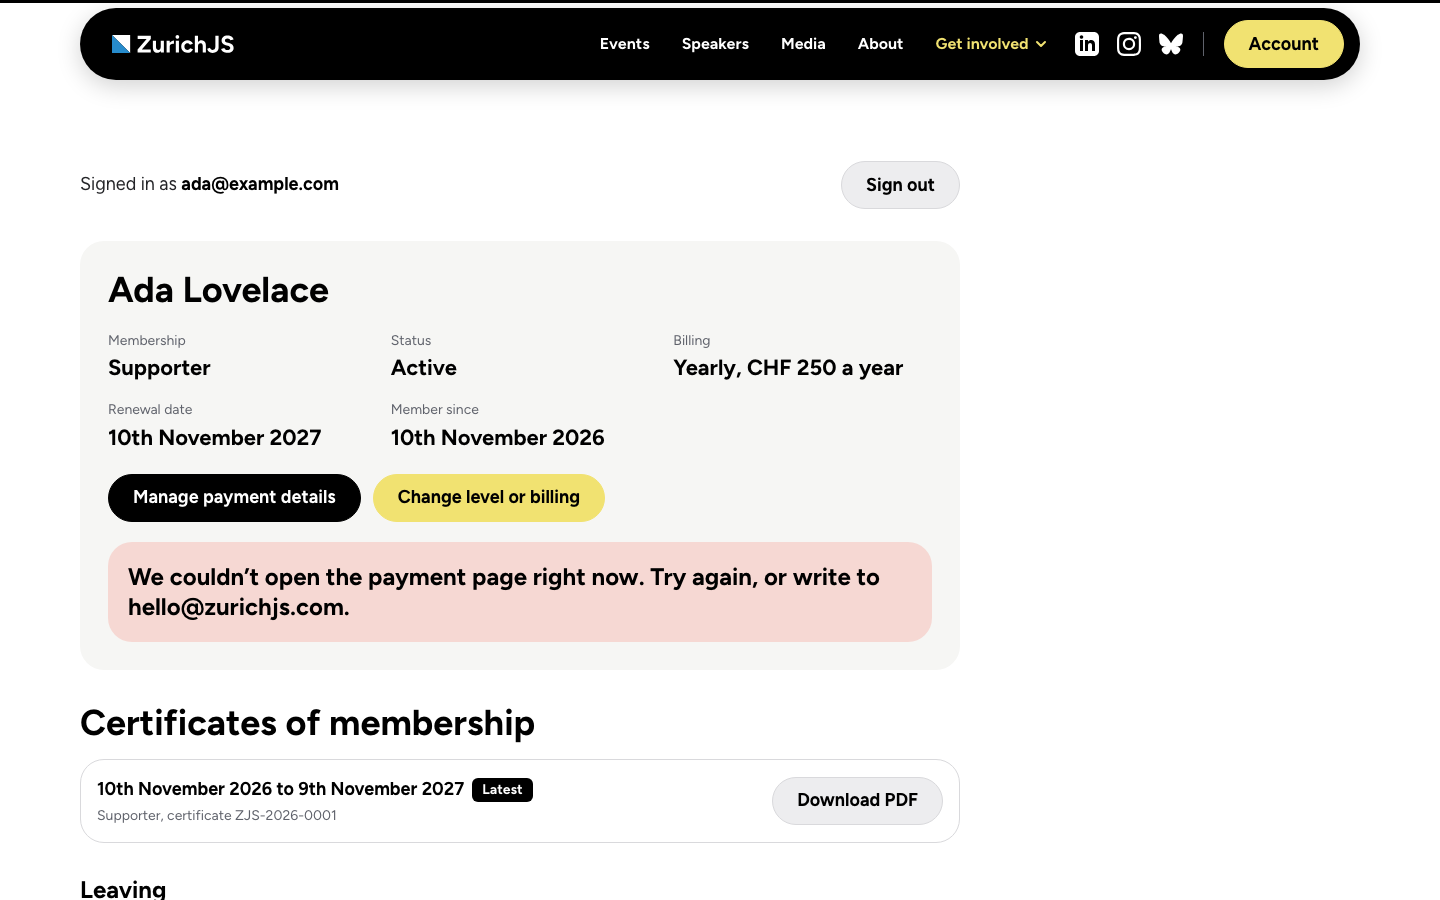 ZurichJS
Events
Speakers
Media
About
Get involved
Account
Signed in as ada@example.com
Sign out
Ada Lovelace
Membership
Supporter
Status
Active
Billing
Yearly, CHF 250 a year
Renewal date
10th November 2027
Member since
10th November 2026
Manage payment details
Change level or billing
We couldn’t open the payment page right now. Try again, or write to
hello@zurichjs.com.
Certificates of membership
10th November 2026 to 9th November 2027
Latest
Supporter, certificate ZJS-2026-0001
Download PDF
Leaving